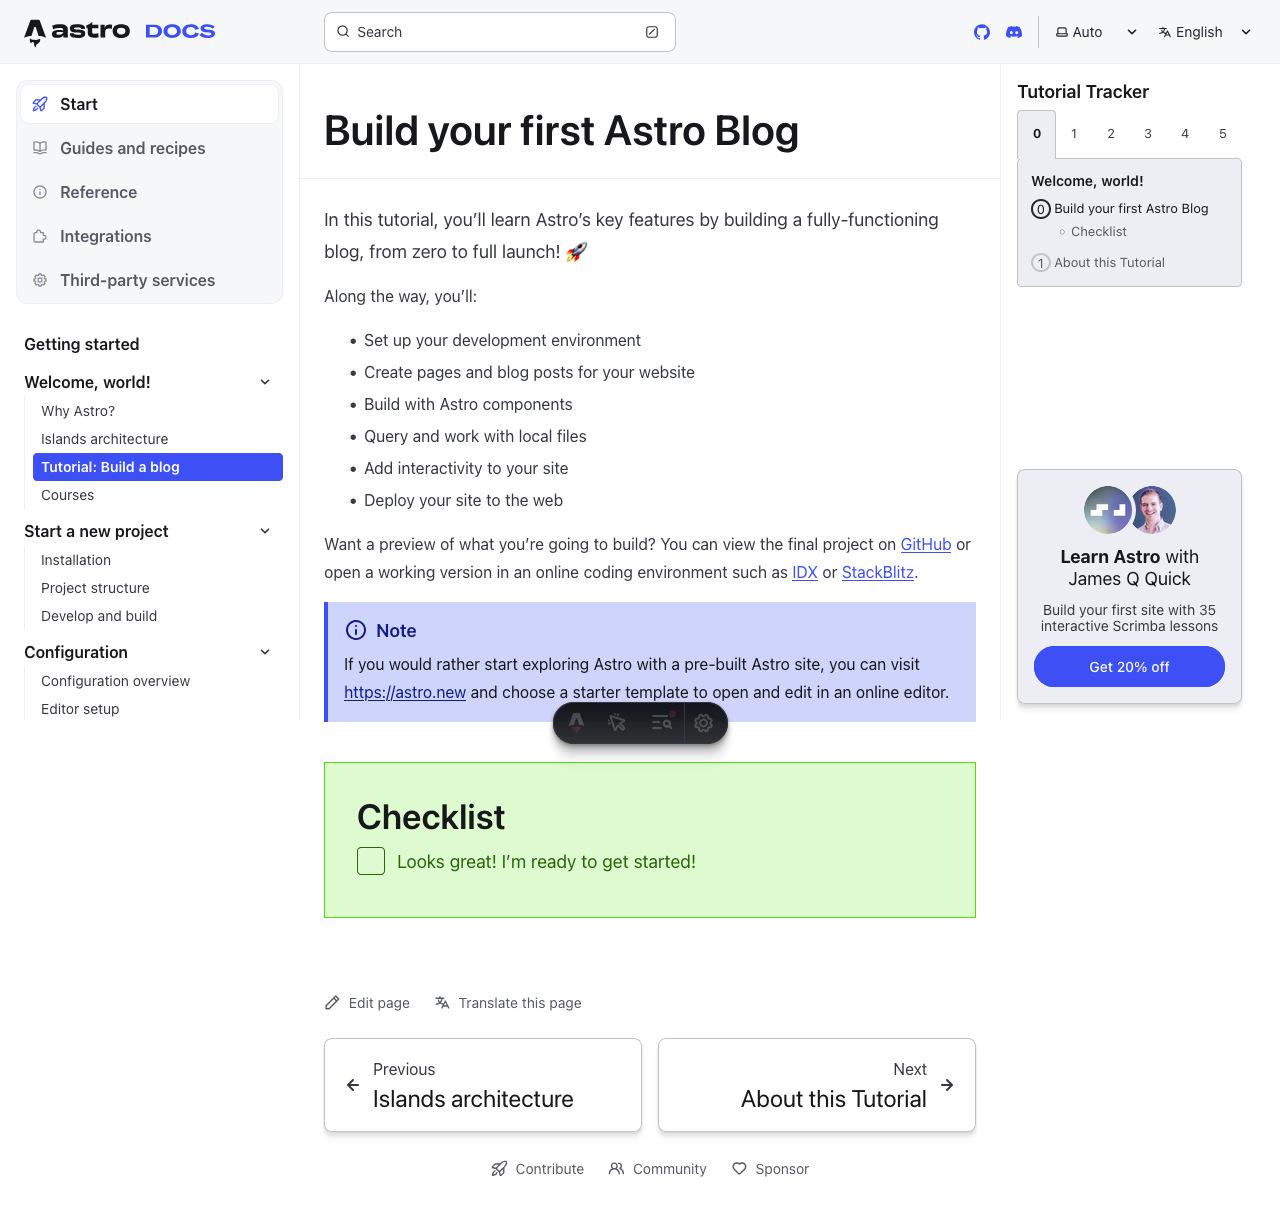 astro DOCS
Search
Auto
English
Start
Guides and recipes
Reference
Integrations
Third-party services
Getting started
Welcome, world!
Why Astro?
Islands architecture
Tutorial: Build a blog
Courses
Start a new project
Installation
Project structure
Develop and build
Configuration
Configuration overview
Editor setup
Build your first Astro Blog
In this tutorial, you’ll learn Astro’s key features by building a fully-functioning
blog, from zero to full launch! 🚀
Along the way, you’ll:
• Set up your development environment
• Create pages and blog posts for your website
• Build with Astro components
• Query and work with local files
• Add interactivity to your site
• Deploy your site to the web
Want a preview of what you’re going to build? You can view the final project on GitHub or
open a working version in an online coding environment such as IDX or StackBlitz.
Note
If you would rather start exploring Astro with a pre-built Astro site, you can visit
https://astro.new and choose a starter template to open and edit in an online editor.
Checklist
Looks great! I’m ready to get started!
Edit page
Translate this page
Previous
Islands architecture
Next
About this Tutorial
Contribute
Community
Sponsor
Tutorial Tracker
0 1 2 3 4 5
Welcome, world!
0 Build your first Astro Blog
Checklist
1 About this Tutorial
Learn Astro with
James Q Quick
Build your first site with 35
interactive Scrimba lessons
Get 20% off